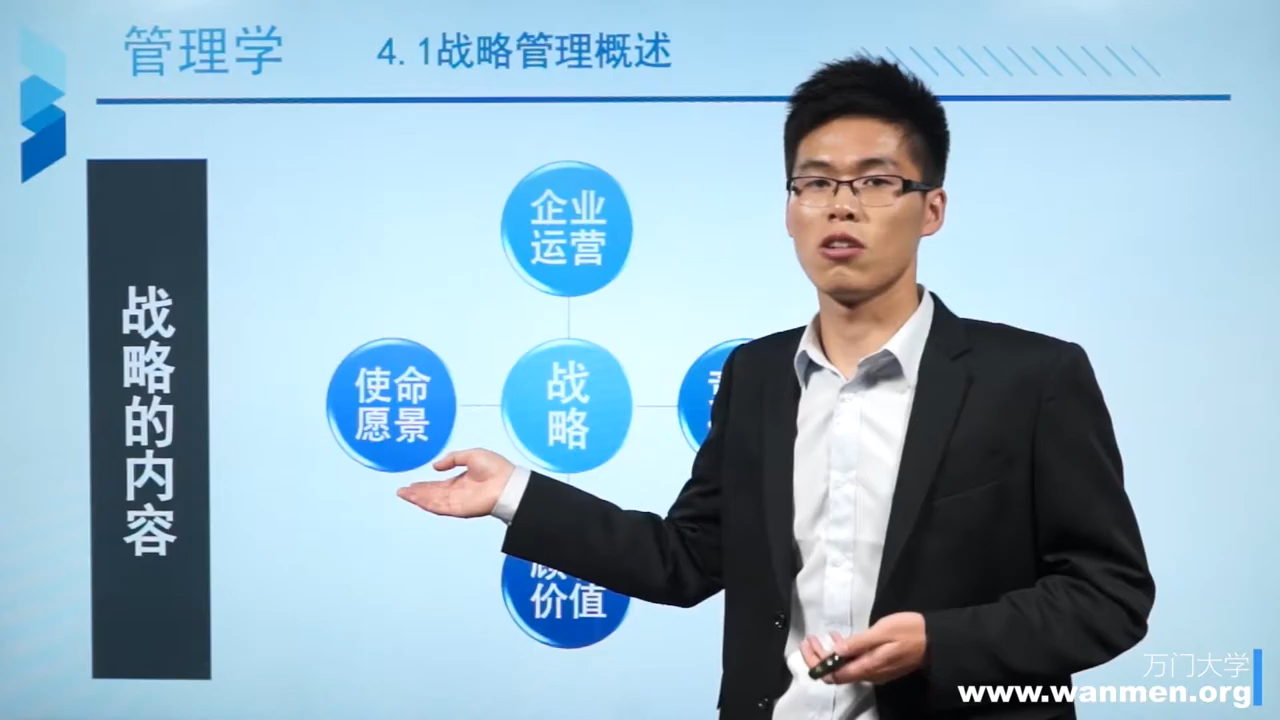 管理学
4.1战略管理概述
战略的内容
企业
运营
使命
愿景
战
略
价值
万门大学
www.wanmen.org